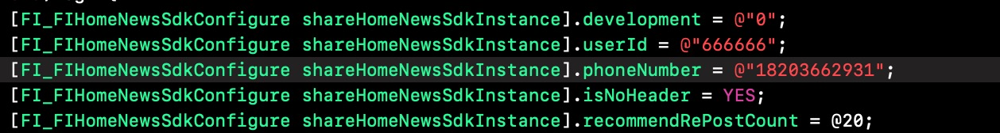 [FI_FIHomeNewsSdkConfigure shareHomeNewsSdkInstance].development = @"0";
[FI_FIHomeNewsSdkConfigure shareHomeNewsSdkInstance].userId = @"666666";
[FI_FIHomeNewsSdkConfigure shareHomeNewsSdkInstance].phoneNumber = @"18203662931";
[FI_FIHomeNewsSdkConfigure shareHomeNewsSdkInstance].isNoHeader = YES;
[FI_FIHomeNewsSdkConfigure shareHomeNewsSdkInstance].recommendRePostCount = @20;